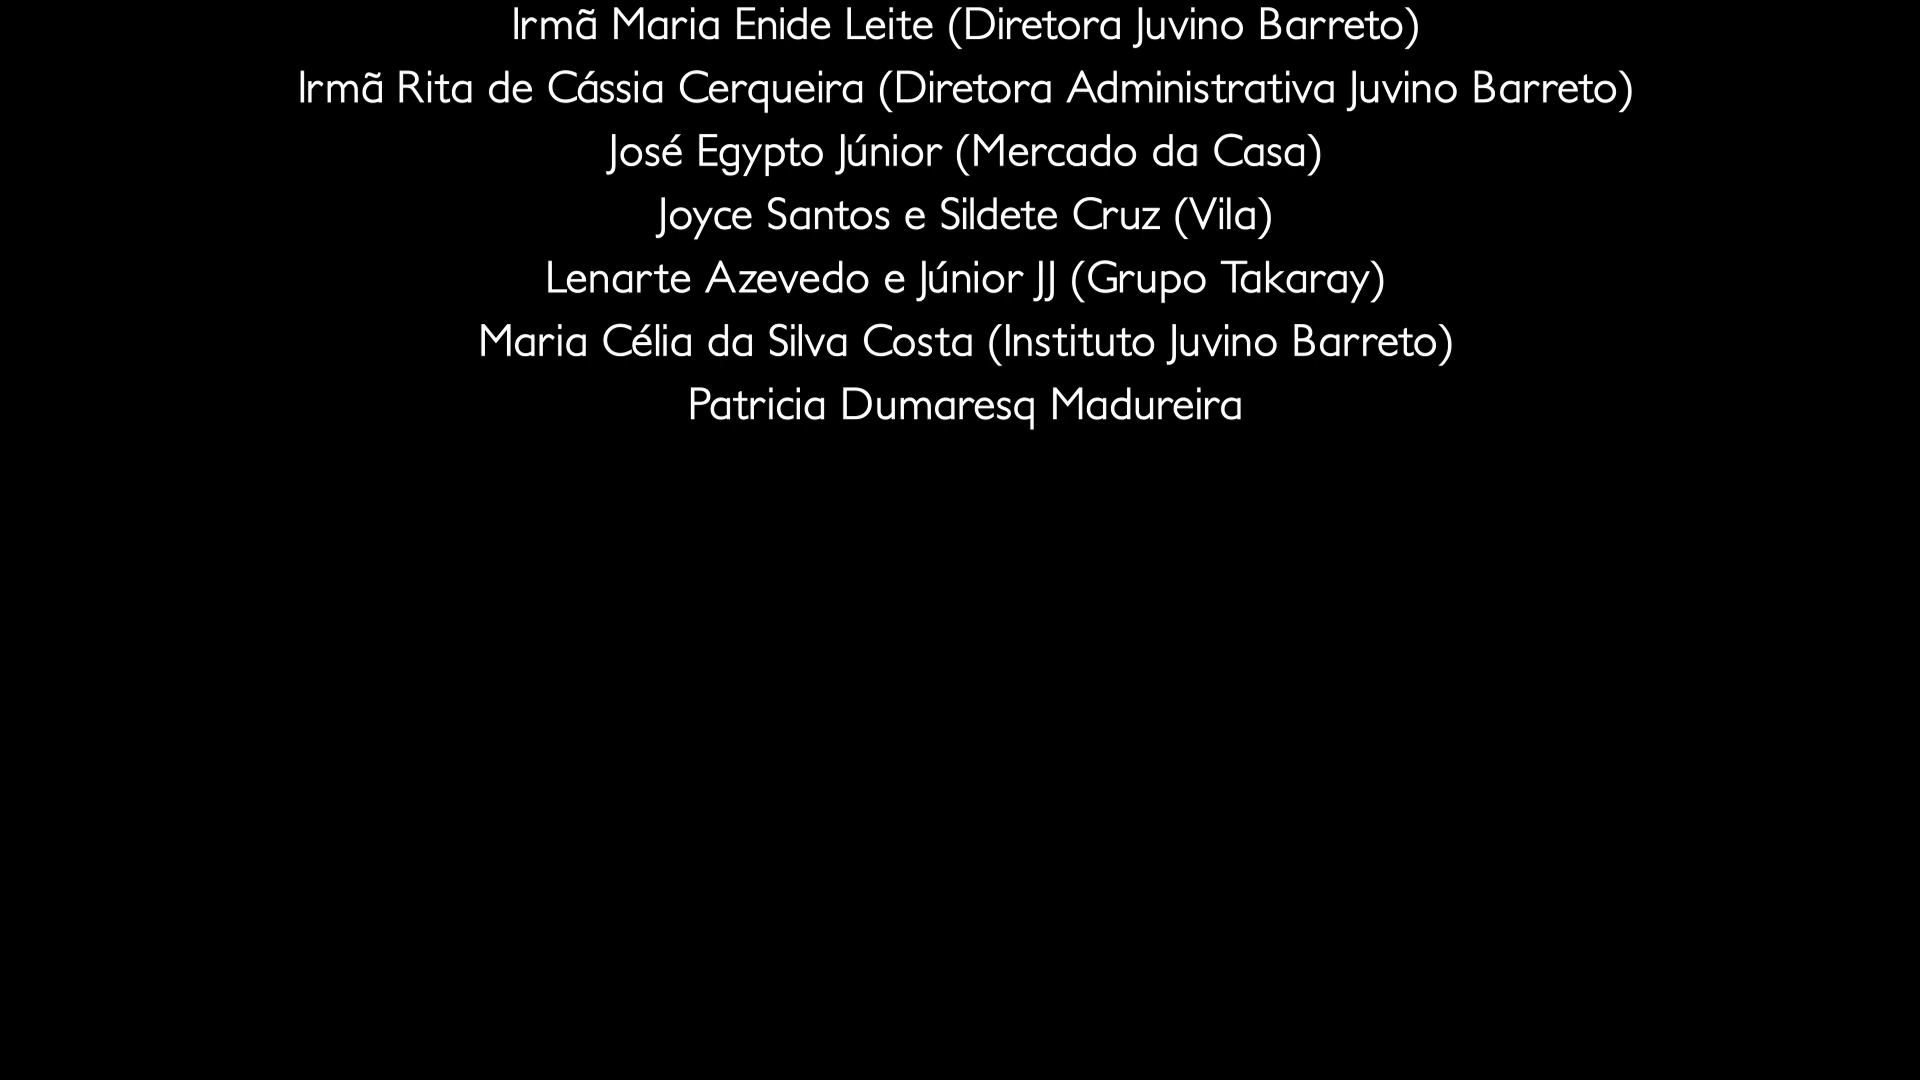 Irmã Maria Enide Leite (Diretora Juvino Barreto)
Irmã Rita de Cássia Cerqueira (Diretora Administrativa Juvino Barreto)
José Egypto Júnior (Mercado da Casa)
Joyce Santos e Sildete Cruz (Vila)
Lenarte Azevedo e Júnior JJ (Grupo Takaray)
Maria Célia da Silva Costa (Instituto Juvino Barreto)
Patricia Dumaresq Madureira